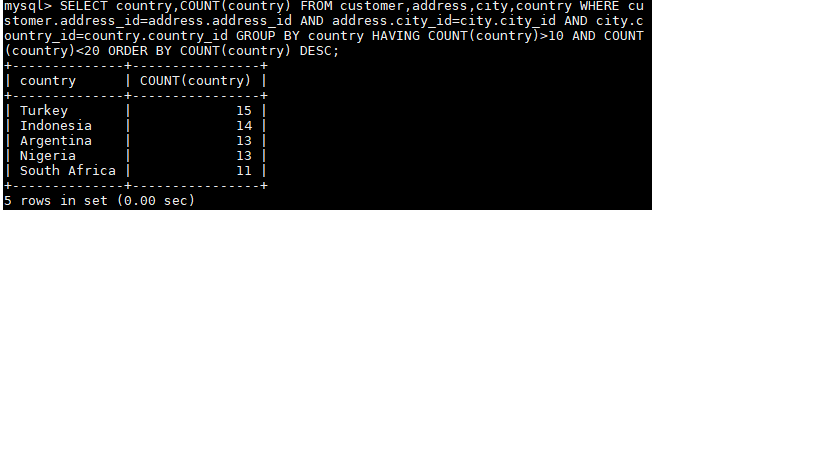 mysql> SELECT country,COUNT(country) FROM customer,address,city,country WHERE cu
stomer.address_id=address.address_id AND address.city_id=city.city_id AND city.c
ountry_id=country.country_id GROUP BY country HAVING COUNT(country)>10 AND COUNT
(country)<20 ORDER BY COUNT(country) DESC;
+--------------+----------------+
| country      | COUNT(country) |
+--------------+----------------+
| Turkey       |             15 |
| Indonesia    |             14 |
| Argentina    |             13 |
| Nigeria      |             13 |
| South Africa |             11 |
+--------------+----------------+
5 rows in set (0.00 sec)